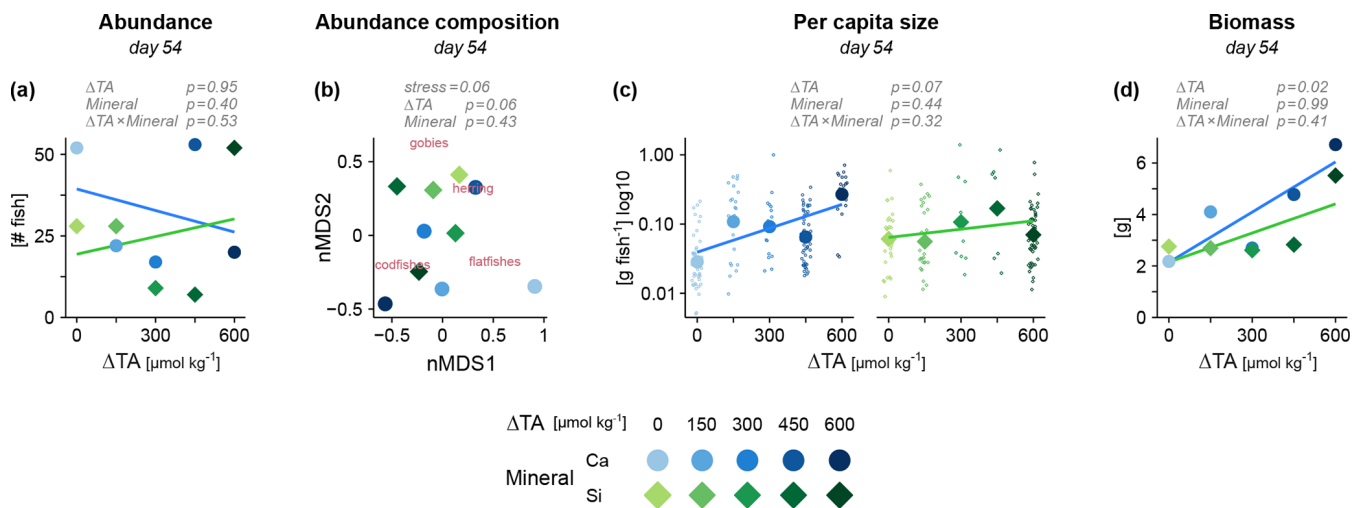 Abundance
day 54
(a)
ΔTA p=0.95
Mineral p=0.40
ΔTA×Mineral p=0.53
50
25
0
[# fish]
0 300 600
ΔTA [µmol kg⁻¹]
Abundance composition
day 54
(b)
stress=0.06
ΔTA p=0.06
Mineral p=0.43
gobies
herring
codfishes
flatfishes
0.5
0
−0.5
nMDS2
−0.5 0 0.5 1
nMDS1
Per capita size
day 54
(c)
ΔTA p=0.07
Mineral p=0.44
ΔTA×Mineral p=0.32
1.00
0.10
0.01
[g fish⁻¹] log10
0 300 600 0 300 600
ΔTA [µmol kg⁻¹]
Biomass
day 54
(d)
ΔTA p=0.02
Mineral p=0.99
ΔTA×Mineral p=0.41
6
4
2
0
[g]
0 300 600
ΔTA [µmol kg⁻¹]
ΔTA [µmol kg⁻¹] 0 150 300 450 600
Mineral
Ca
Si